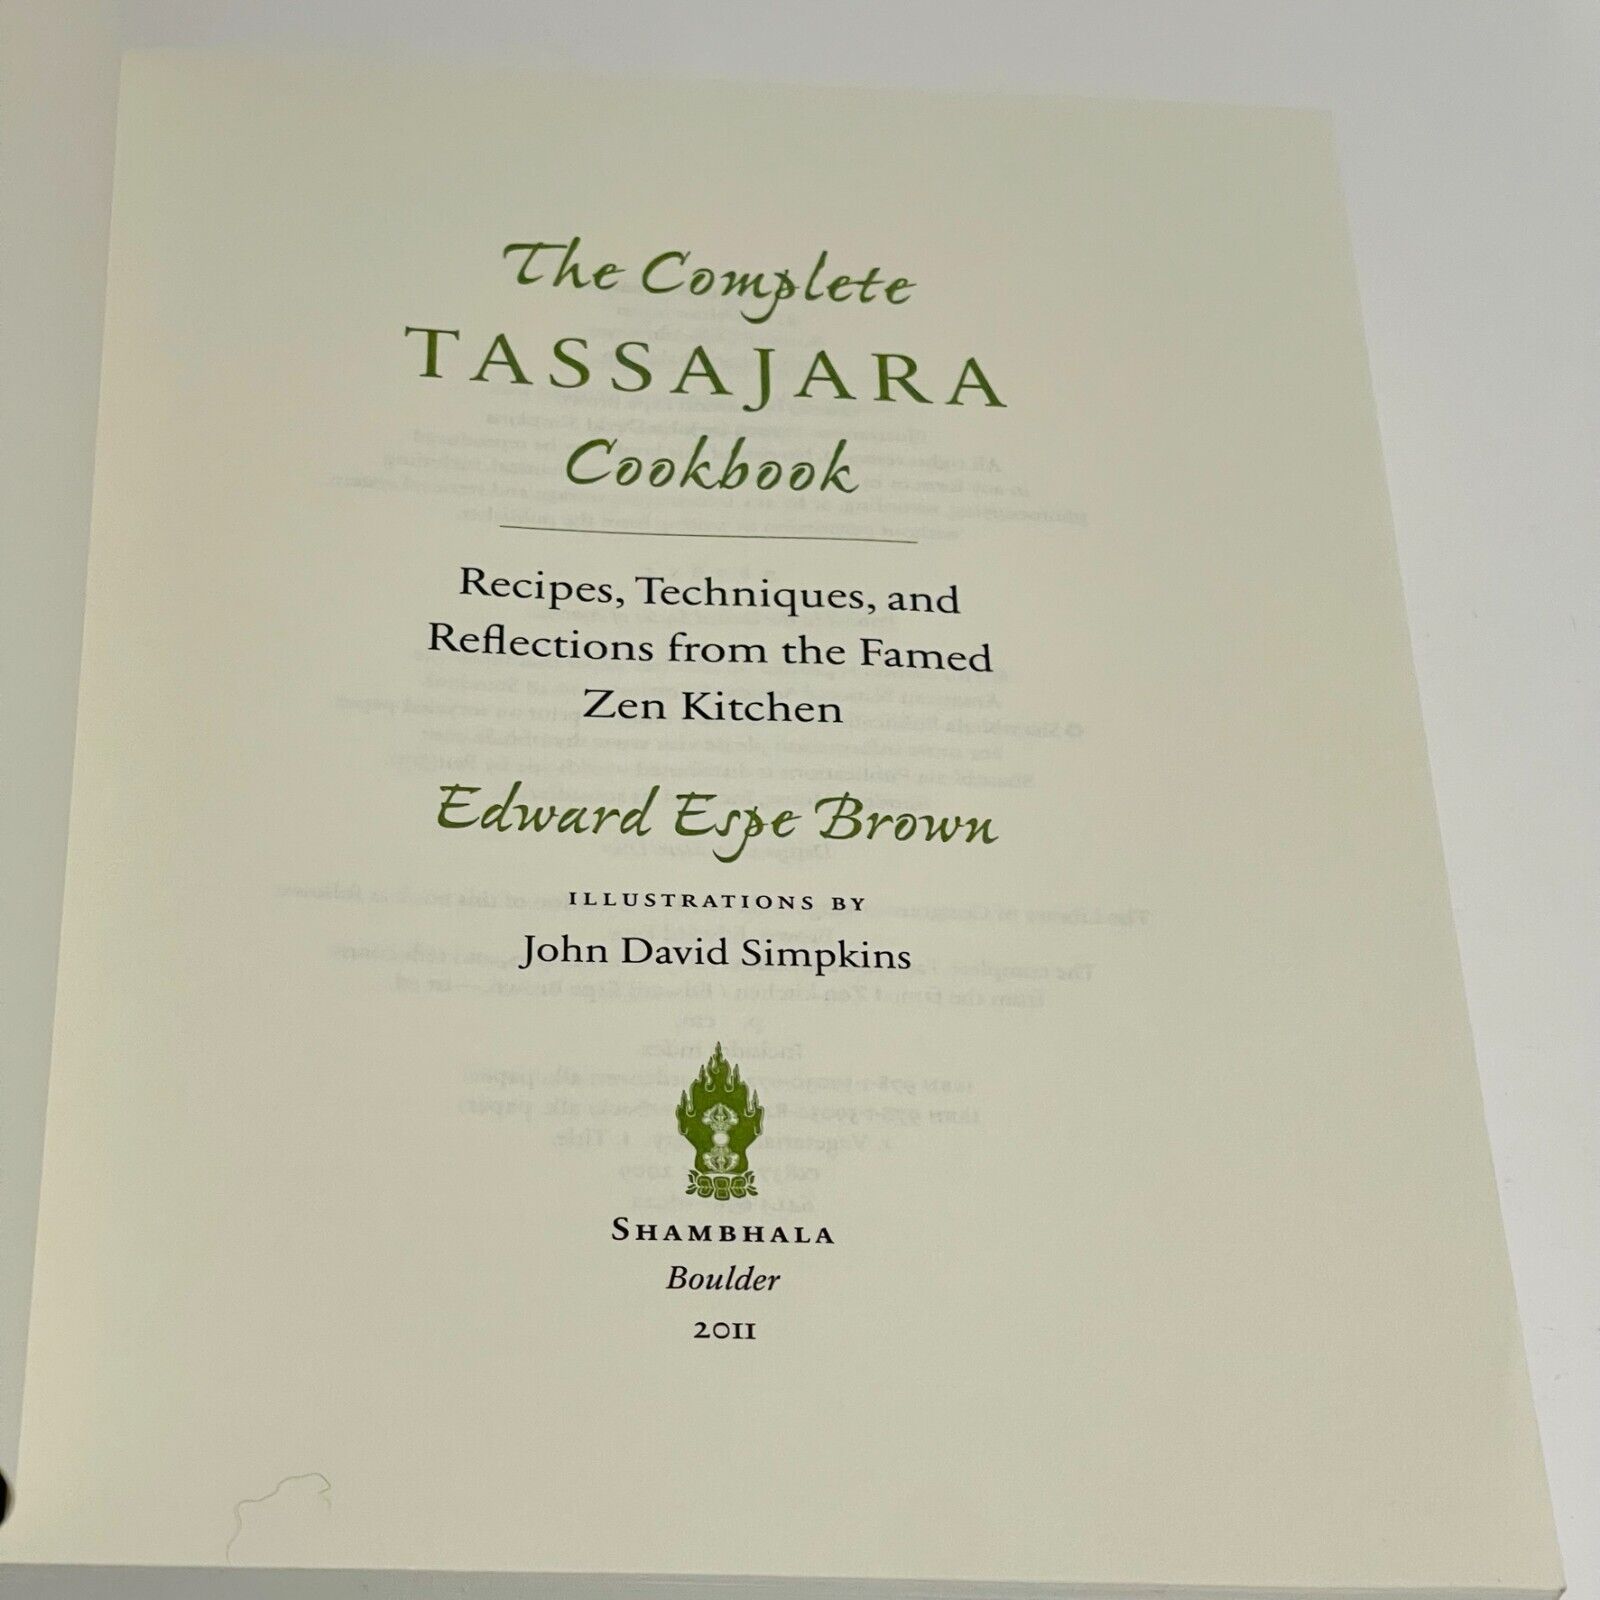 The Complete
TASSAJARA
Cookbook
Recipes, Techniques, and
Reflections from the Famed
Zen Kitchen
Edward Espe Brown
ILLUSTRATIONS BY
John David Simpkins
SHAMBHALA
Boulder
2011